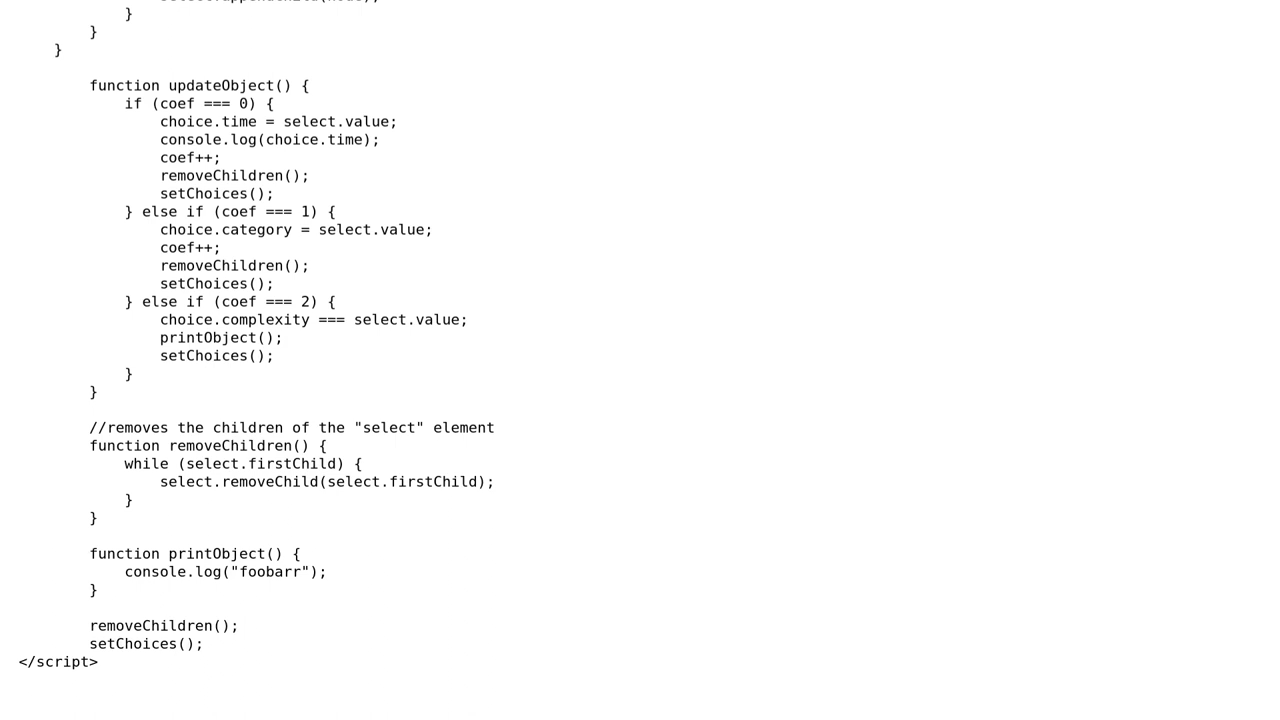 }
        }
    }

        function updateObject() {
            if (coef === 0) {
                choice.time = select.value;
                console.log(choice.time);
                coef++;
                removeChildren();
                setChoices();
            } else if (coef === 1) {
                choice.category = select.value;
                coef++;
                removeChildren();
                setChoices();
            } else if (coef === 2) {
                choice.complexity === select.value;
                printObject();
                setChoices();
            }
        }

        //removes the children of the "select" element
        function removeChildren() {
            while (select.firstChild) {
                select.removeChild(select.firstChild);
            }
        }

        function printObject() {
            console.log("foobarr");
        }

        removeChildren();
        setChoices();
</script>